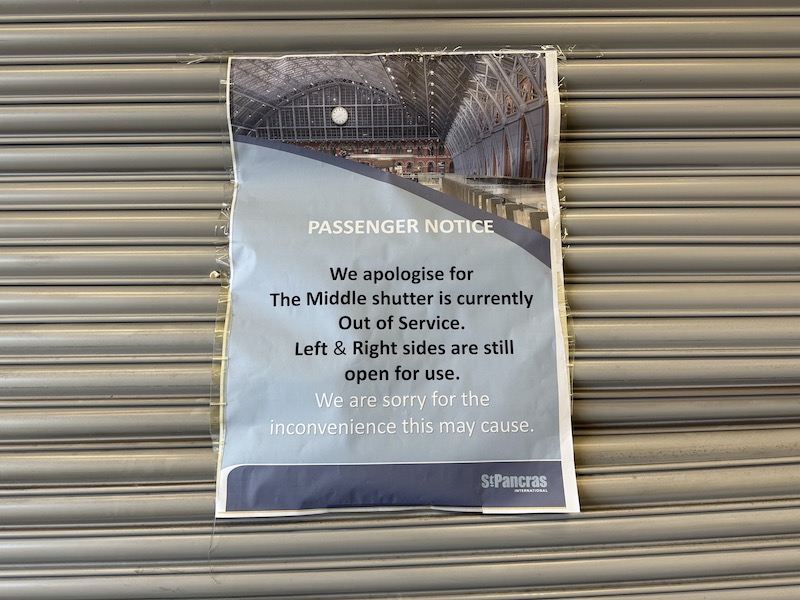 PASSENGER NOTICE
We apologise for
The Middle shutter is currently
Out of Service.
Left & Right sides are still
open for use.
We are sorry for the
inconvenience this may cause.
StPancras
INTERNATIONAL